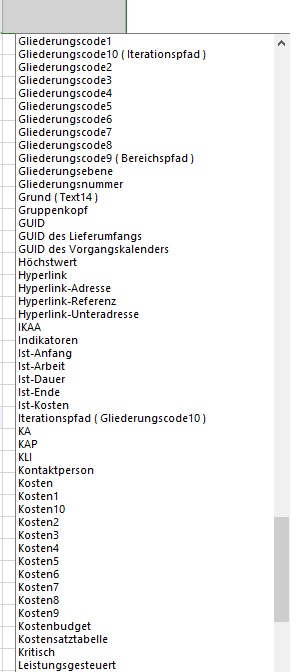 Gliederungscode1
Gliederungscode10 ( Iterationspfad )
Gliederungscode2
Gliederungscode3
Gliederungscode4
Gliederungscode5
Gliederungscode6
Gliederungscode7
Gliederungscode8
Gliederungscode9 ( Bereichspfad )
Gliederungsebene
Gliederungsnummer
Grund ( Text14 )
Gruppenkopf
GUID
GUID des Lieferumfangs
GUID des Vorgangskalenders
Höchstwert
Hyperlink
Hyperlink-Adresse
Hyperlink-Referenz
Hyperlink-Unteradresse
IKAA
Indikatoren
Ist-Anfang
Ist-Arbeit
Ist-Dauer
Ist-Ende
Ist-Kosten
Iterationspfad ( Gliederungscode10 )
KA
KAP
KLI
Kontaktperson
Kosten
Kosten1
Kosten10
Kosten2
Kosten3
Kosten4
Kosten5
Kosten6
Kosten7
Kosten8
Kosten9
Kostenbudget
Kostensatztabelle
Kritisch
Leistungsgesteuert